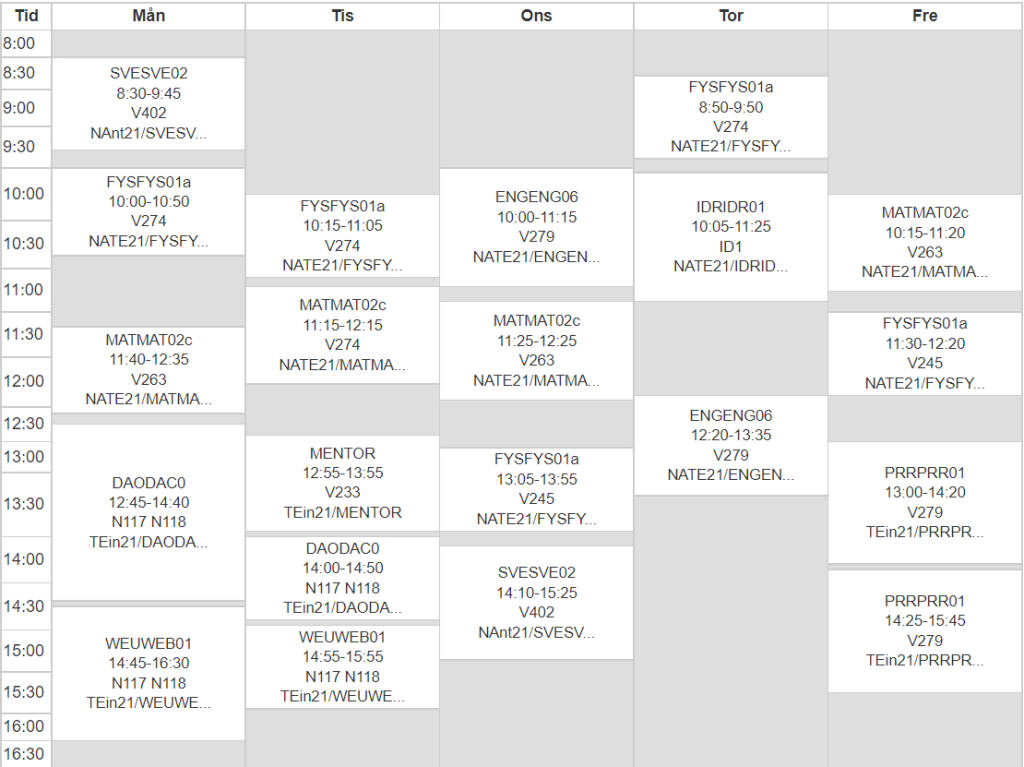 Tid Mån Tis Ons Tor Fre
8:00
8:30
9:00
9:30
10:00
10:30
11:00
11:30
12:00
12:30
13:00
13:30
14:00
14:30
15:00
15:30
16:00
16:30
SVESVE02
8:30-9:45
V402
NAnt21/SVESV...
FYSFYS01a
10:00-10:50
V274
NATE21/FYSFY...
MATMAT02c
11:40-12:35
V263
NATE21/MATMA...
DAODAC0
12:45-14:40
N117 N118
TEin21/DAODA...
WEUWEB01
14:45-16:30
N117 N118
TEin21/WEUWE...
FYSFYS01a
10:15-11:05
V274
NATE21/FYSFY...
MATMAT02c
11:15-12:15
V274
NATE21/MATMA...
MENTOR
12:55-13:55
V233
TEin21/MENTOR
DAODAC0
14:00-14:50
N117 N118
TEin21/DAODA...
WEUWEB01
14:55-15:55
N117 N118
TEin21/WEUWE...
ENGENG06
10:00-11:15
V279
NATE21/ENGEN...
MATMAT02c
11:25-12:25
V263
NATE21/MATMA...
FYSFYS01a
13:05-13:55
V245
NATE21/FYSFY...
SVESVE02
14:10-15:25
V402
NAnt21/SVESV...
FYSFYS01a
8:50-9:50
V274
NATE21/FYSFY...
IDRIDR01
10:05-11:25
ID1
NATE21/IDRID...
ENGENG06
12:20-13:35
V279
NATE21/ENGEN...
MATMAT02c
10:15-11:20
V263
NATE21/MATMA...
FYSFYS01a
11:30-12:20
V245
NATE21/FYSFY...
PRRPRR01
13:00-14:20
V279
TEin21/PRRPR...
PRRPRR01
14:25-15:45
V279
TEin21/PRRPR...